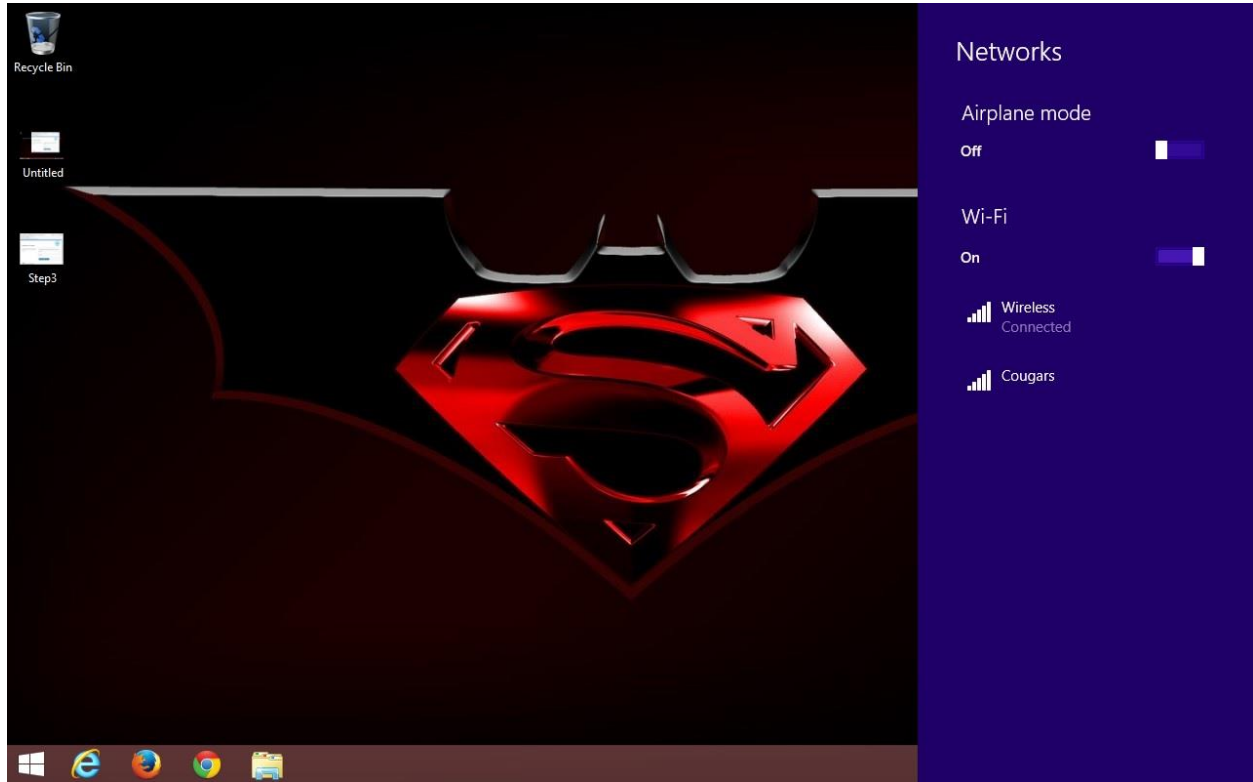 Recycle Bin
Untitled
Step3
Networks
Airplane mode
Off
Wi-Fi
On
Wireless
Connected
Cougars